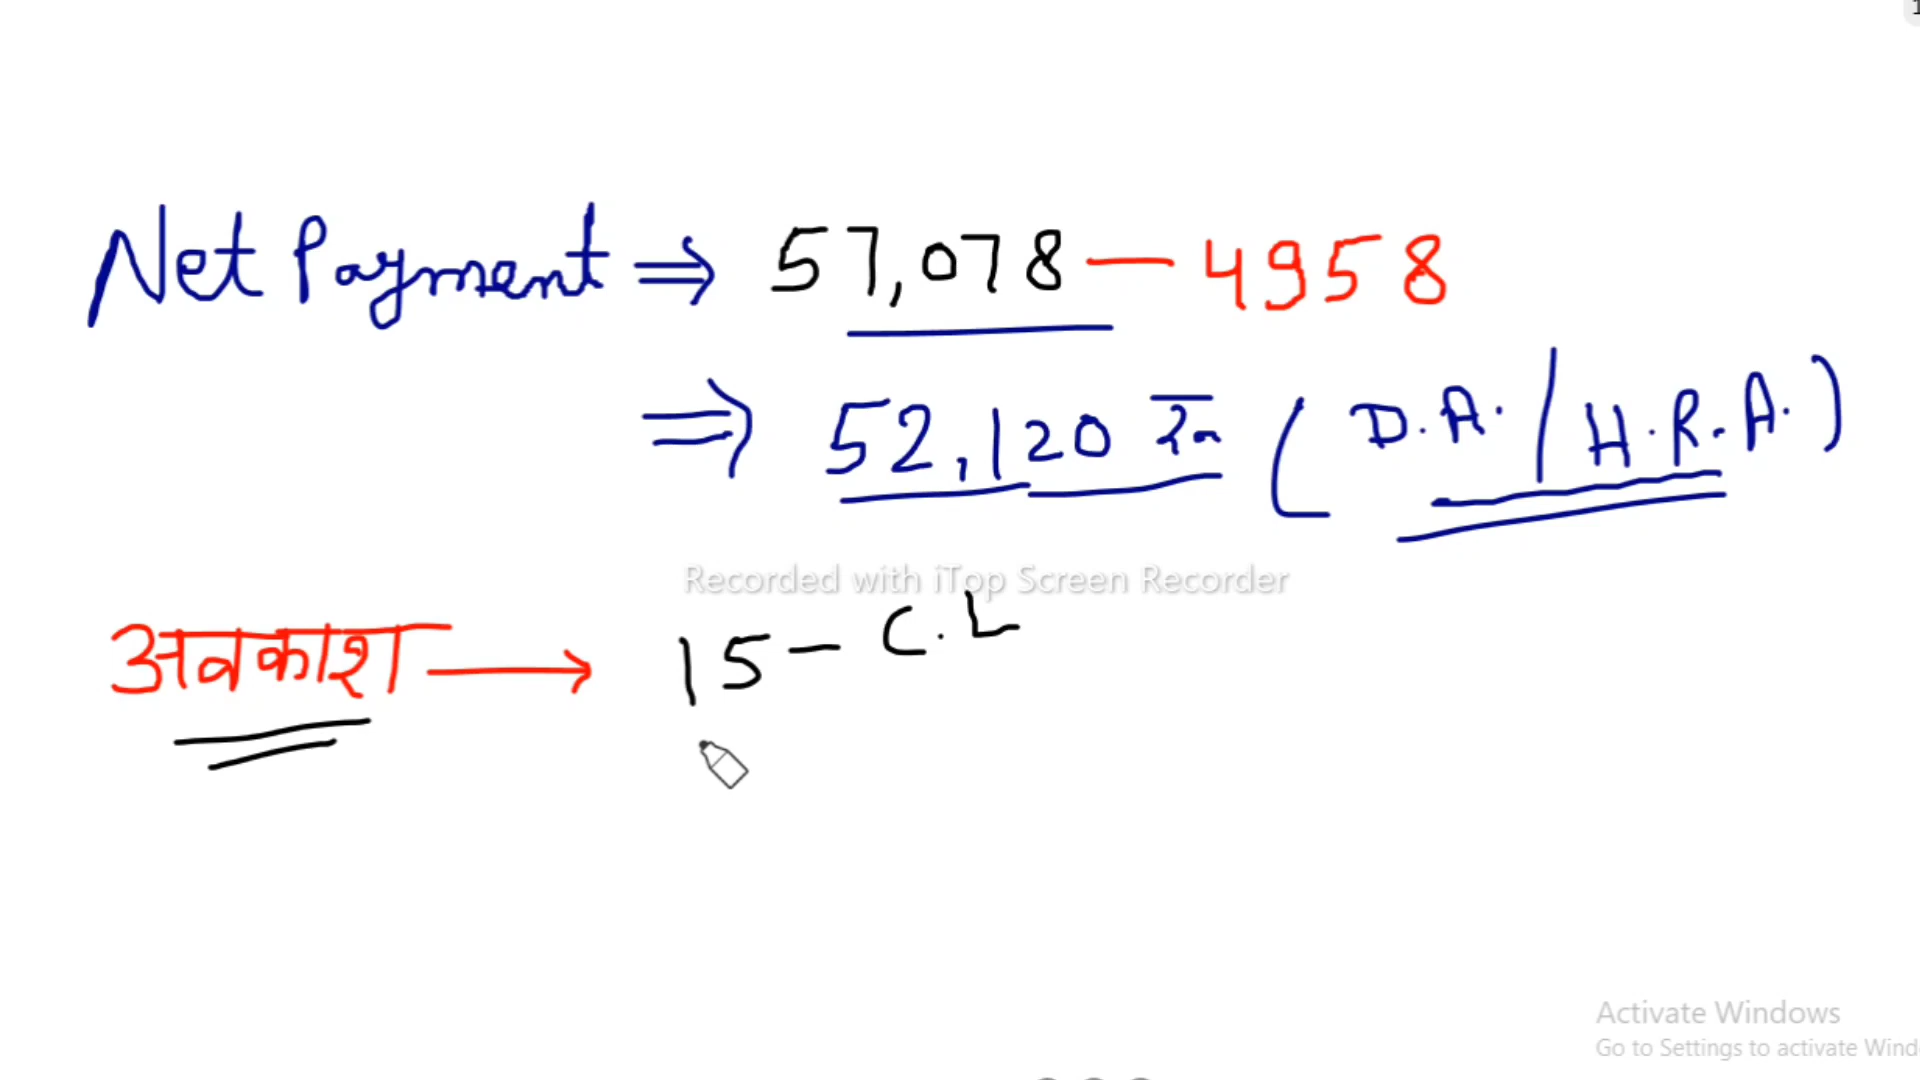 1
Net Payment ⇒ 57,078 — 4958
⇒ 52,120 रु ( D.A. / H.R.A. )
Recorded with iTop Screen Recorder
अवकाश → 15 – C.L
Activate Windows
Go to Settings to activate Wind